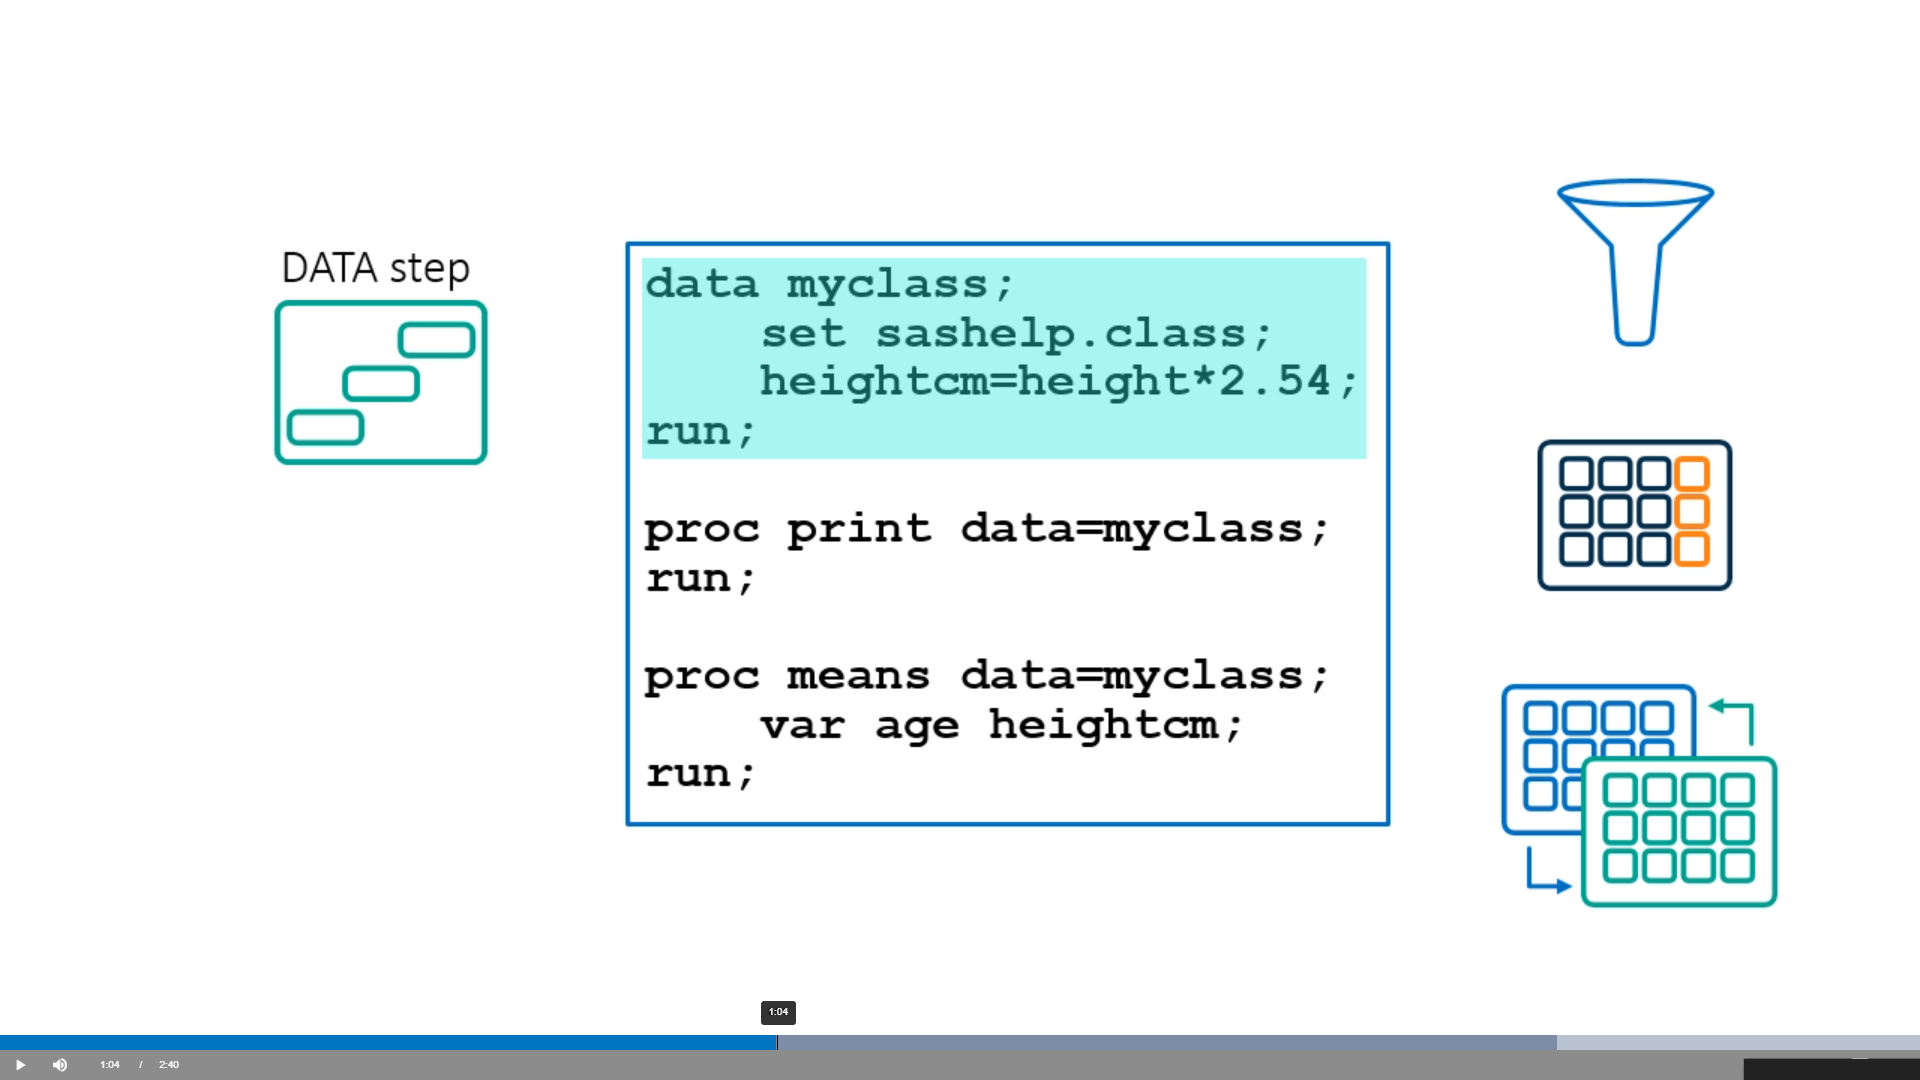 DATA step
data myclass;
set sashelp.class;
heightcm=height*2.54;
run;
proc print data=myclass;
run;
proc means data=myclass;
var age heightcm;
run;
1:04
1:04 / 2:40